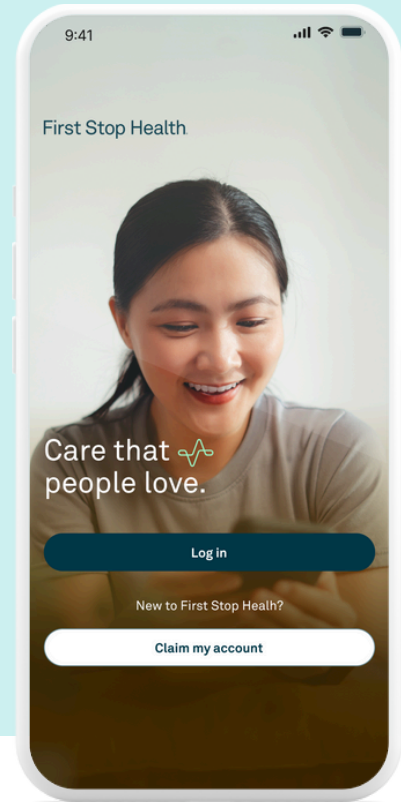 9:41
First Stop Health
Care that
people love.
Log in
New to First Stop Healh?
Claim my account